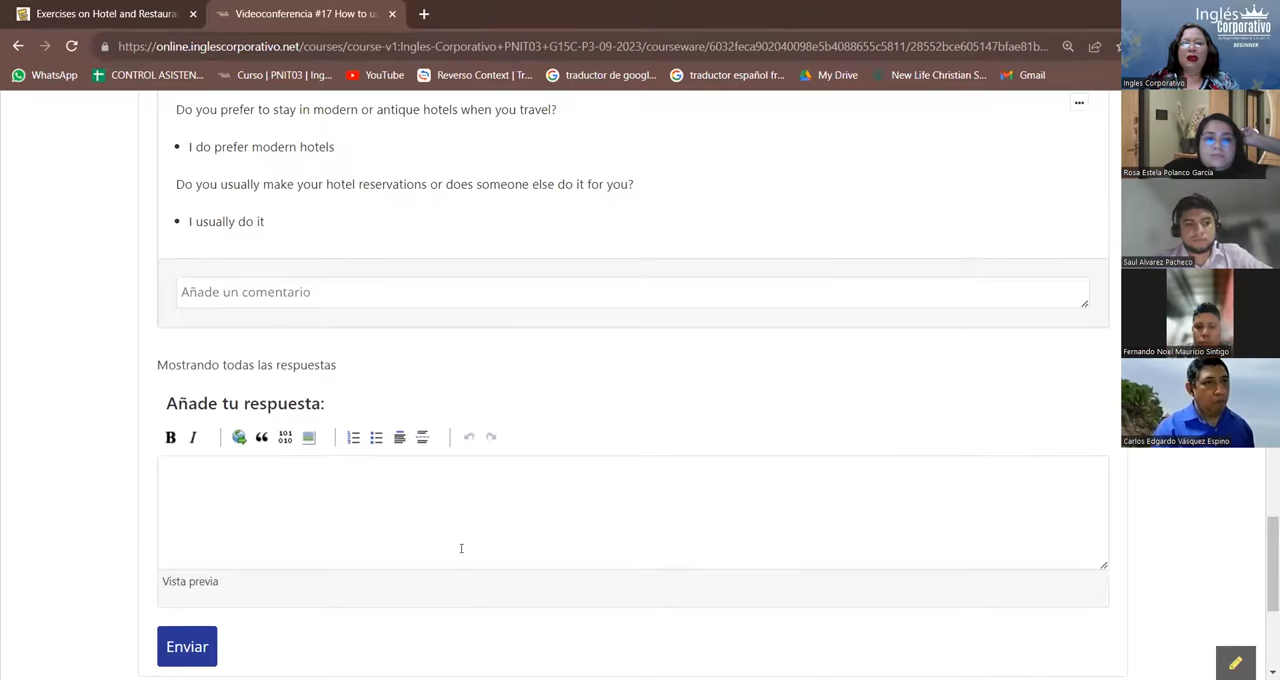 Exercises on Hotel and Restaura
Videoconferencia #17 How to u
https://online.inglescorporativo.net/courses/course-v1:Ingles-Corporativo+PNIT03+G15C-P3-09-2023/courseware/6032feca902040098e5b4088655c5811/28552bce605147bfae81b...
WhatsApp
CONTROL ASISTEN...
Curso | PNIT03 | Ing...
YouTube
Reverso Context | Tr...
traductor de googl...
traductor español fr...
My Drive
New Life Christian S...
Gmail
Do you prefer to stay in modern or antique hotels when you travel?
• I do prefer modern hotels
Do you usually make your hotel reservations or does someone else do it for you?
• I usually do it
Añade un comentario
Mostrando todas las respuestas
Añade tu respuesta:
B I
101
010
Vista previa
Enviar
Inglés
Corporativo
BEGINNER
Ingles Corporativo
Rosa Estela Polanco García
Saul Alvarez Pacheco
Fernando Noel Mauricio Sintigo
Carlos Edgardo Vásquez Espino